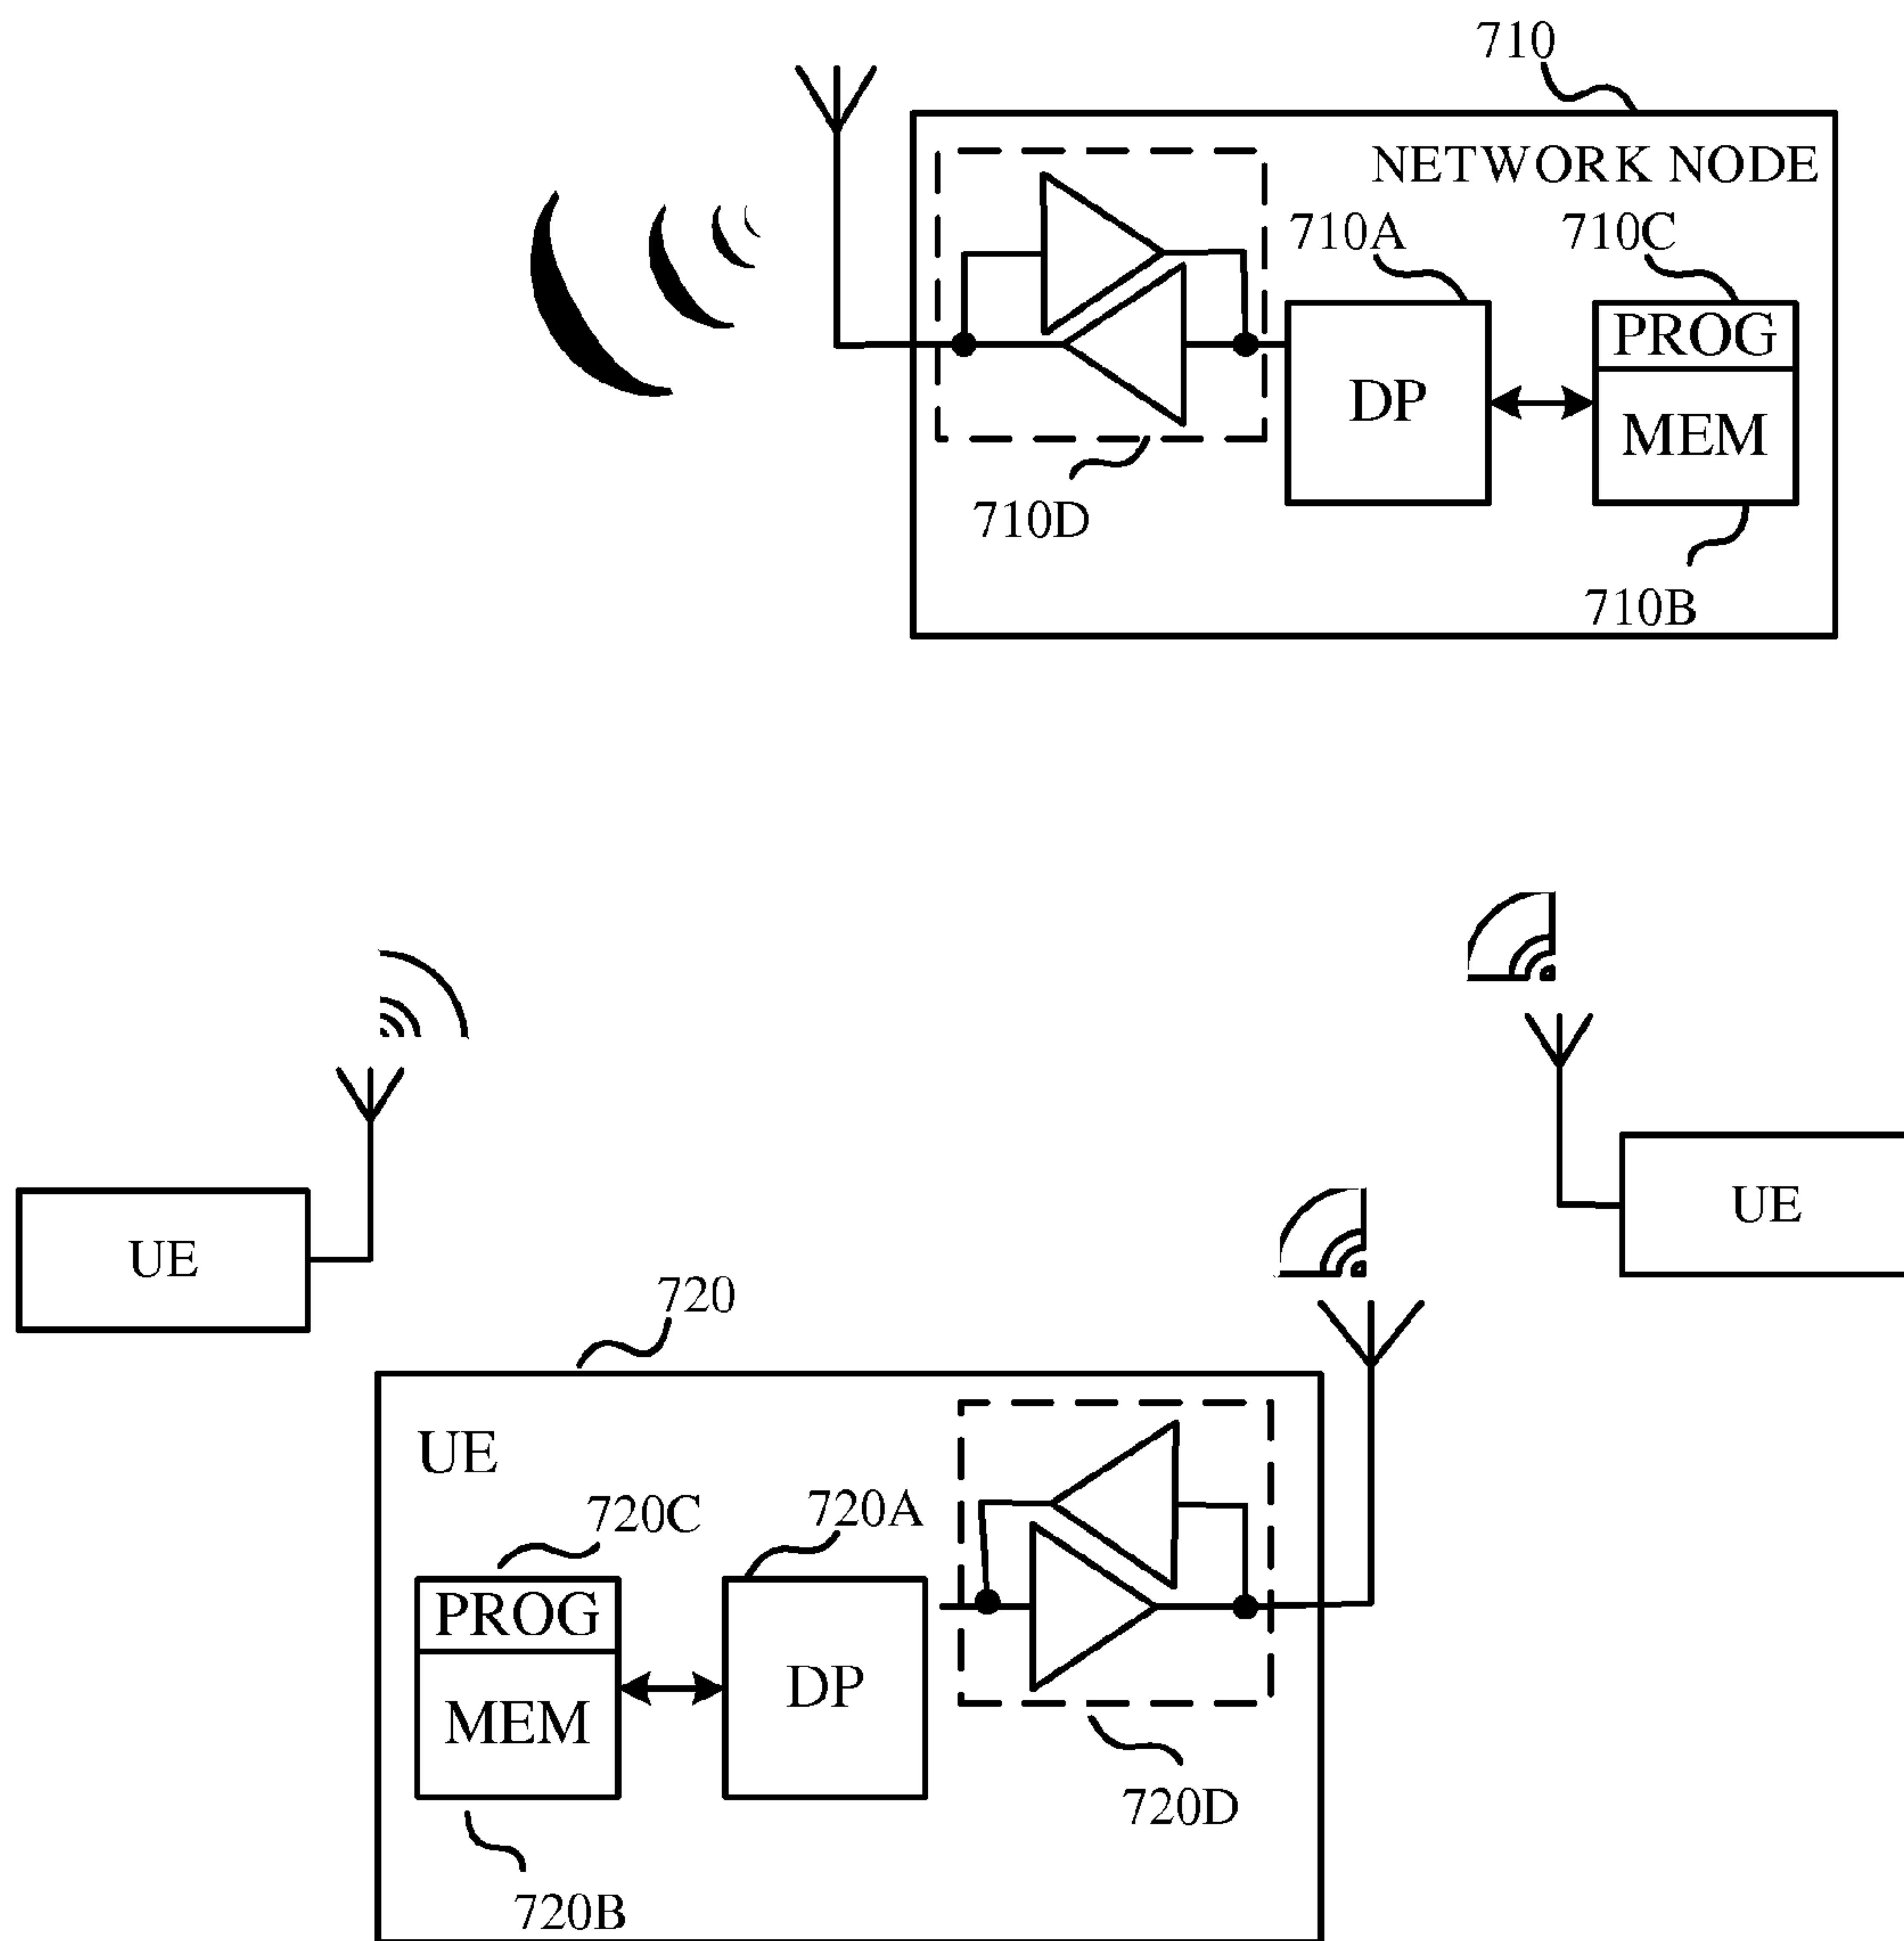 710
NETWORK NODE
710A
710C
PROG
DP
MEM
710D
710B
UE
UE
720
UE
720C
720A
PROG
DP
MEM
720D
720B